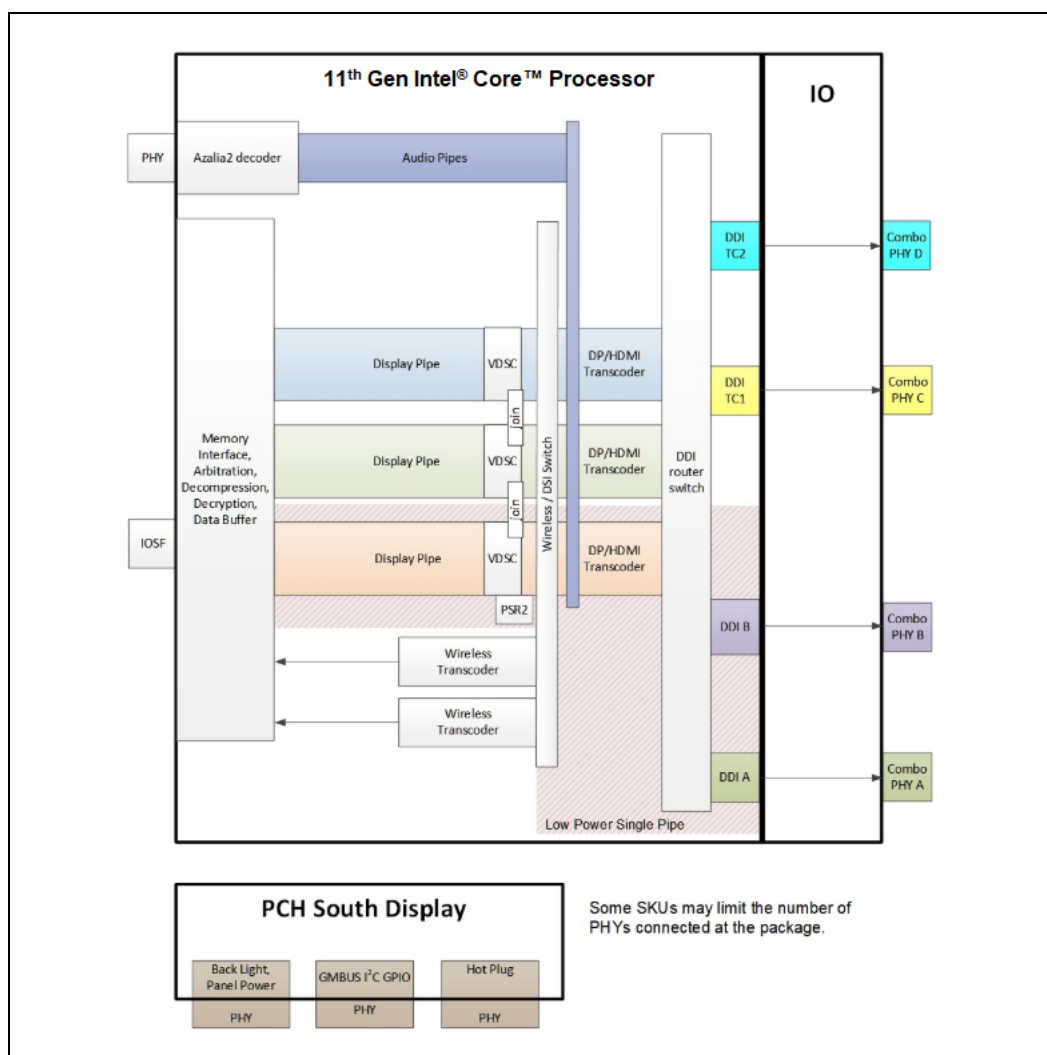 11th Gen Intel® Core™ Processor
IO
PHY
Azalia2 decoder
Audio Pipes
DDI
TC2
Combo
PHY D
Display Pipe
VDSC
DP/HDMI
Transcoder
DDI
TC1
Combo
PHY C
join
Memory
Interface,
Arbitration,
Decompression,
Decryption,
Data Buffer
Display Pipe
VDSC
Wireless / DSI Switch
DP/HDMI
Transcoder
DDI
router
switch
join
IOSF
Display Pipe
VDSC
DP/HDMI
Transcoder
PSR2
DDI B
Combo
PHY B
Wireless
Transcoder
Wireless
Transcoder
DDI A
Combo
PHY A
Low Power Single Pipe
PCH South Display
Some SKUs may limit the number of
PHYs connected at the package.
Back Light,
Panel Power
PHY
GMBUS I²C GPIO
PHY
Hot Plug
PHY